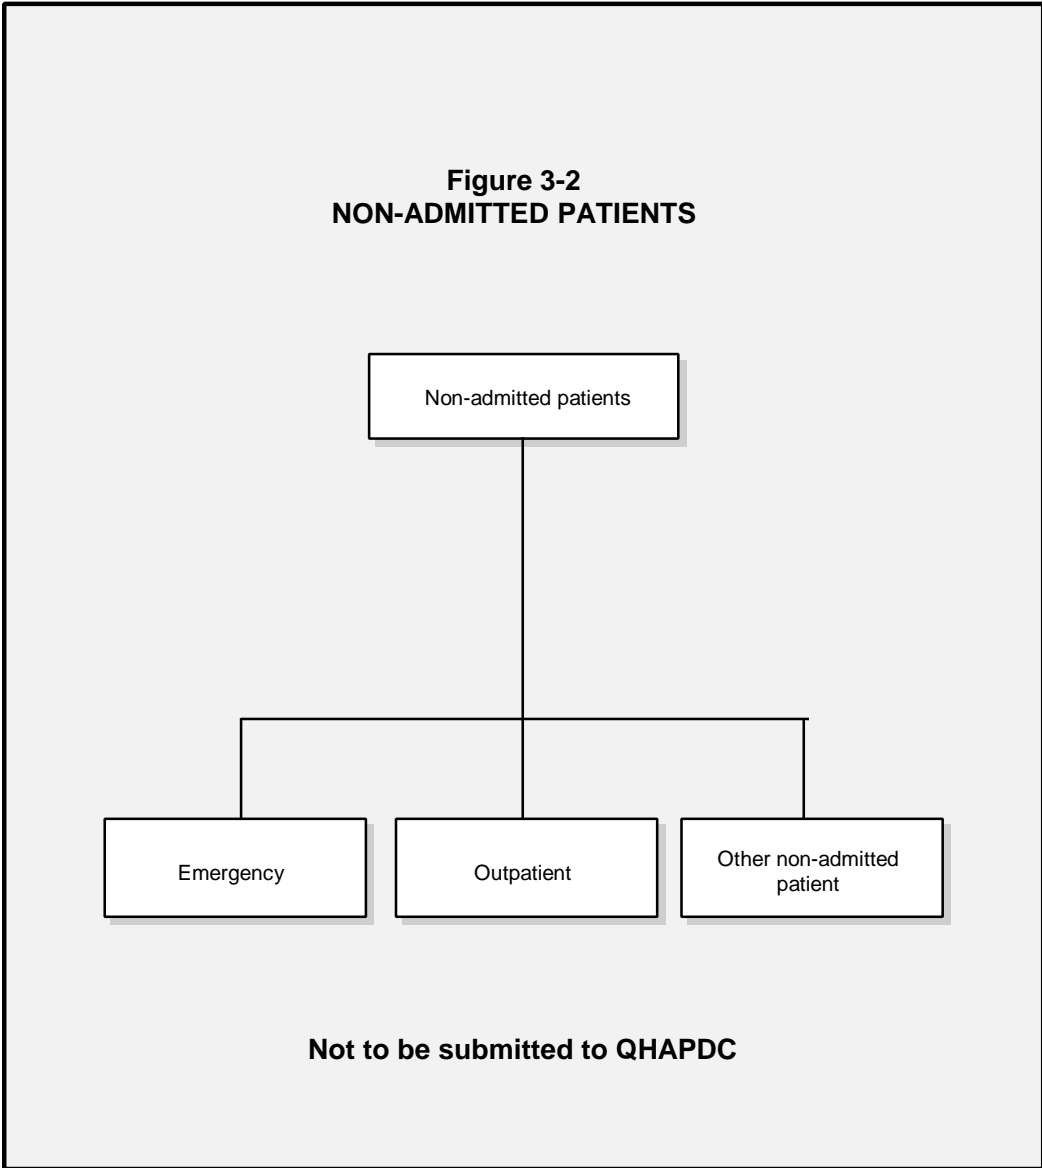 Figure 3-2
NON-ADMITTED PATIENTS
Non-admitted patients
Emergency
Outpatient
Other non-admitted
patient
Not to be submitted to QHAPDC